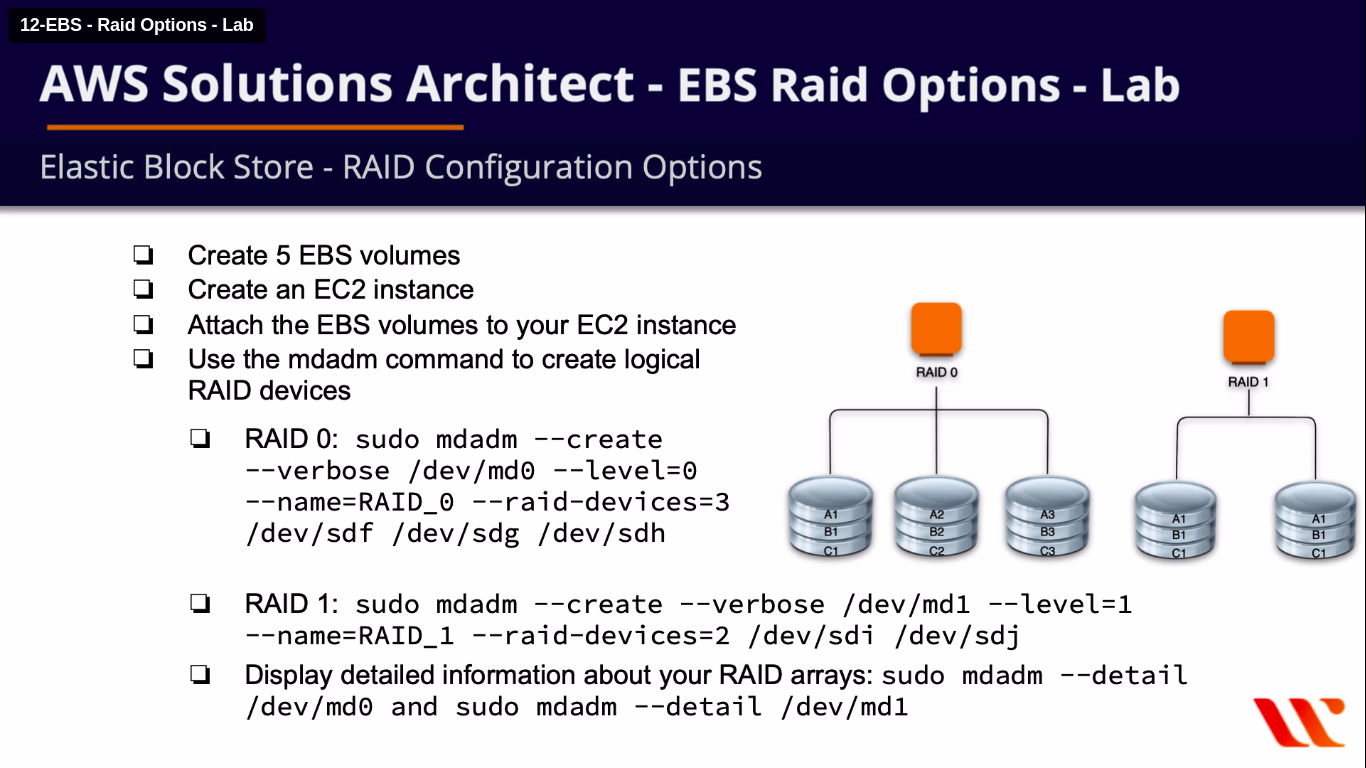 12-EBS - Raid Options - Lab
AWS Solutions Architect - EBS Raid Options - Lab
Elastic Block Store - RAID Configuration Options
❏ Create 5 EBS volumes
❏ Create an EC2 instance
❏ Attach the EBS volumes to your EC2 instance
❏ Use the mdadm command to create logical
RAID devices
❏ RAID 0: sudo mdadm --create
--verbose /dev/md0 --level=0
--name=RAID_0 --raid-devices=3
/dev/sdf /dev/sdg /dev/sdh
RAID 0
A1
B1
C1
A2
B2
C2
A3
B3
C3
RAID 1
A1
B1
C1
A1
B1
C1
❏ RAID 1: sudo mdadm --create --verbose /dev/md1 --level=1
--name=RAID_1 --raid-devices=2 /dev/sdi /dev/sdj
❏ Display detailed information about your RAID arrays: sudo mdadm --detail
/dev/md0 and sudo mdadm --detail /dev/md1